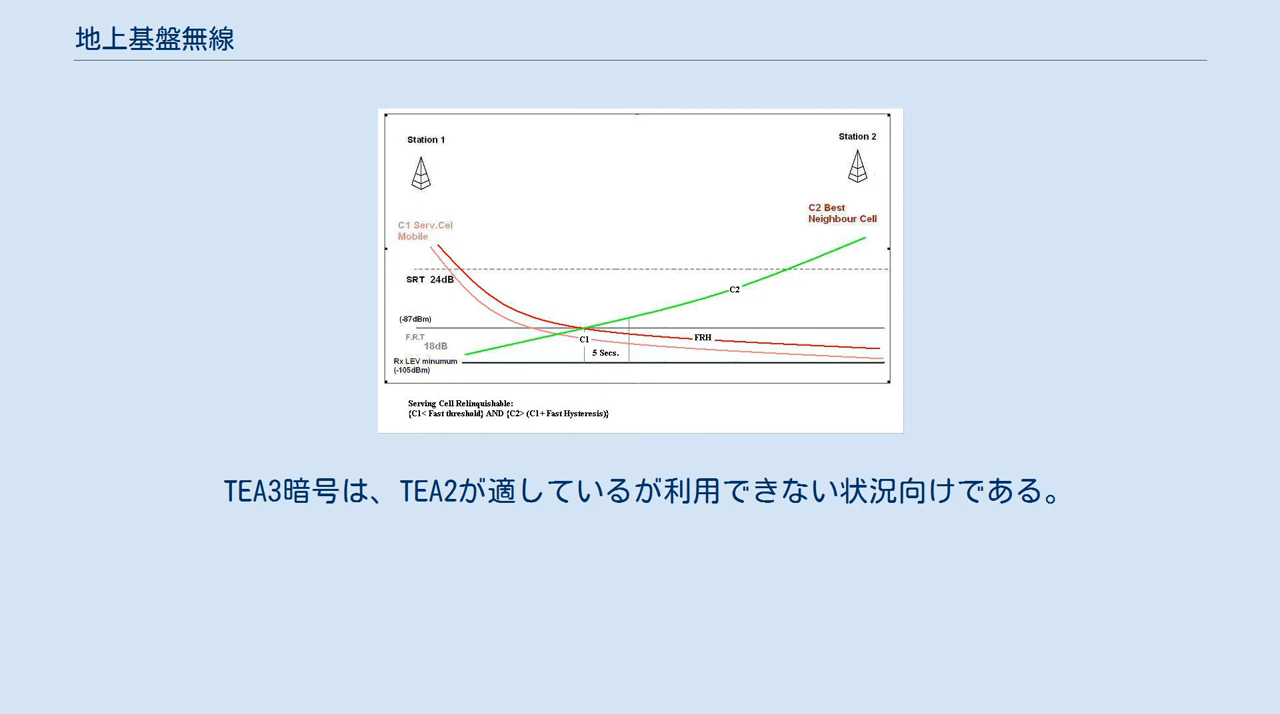 地上基盤無線
Station 1
Station 2
C2 Best
Neighbour Cell
C1 Serv.Cel
Mobile
SRT 24dB
C2
(-87dBm)
F.R.T
18dB
C1
FRH
5 Secs.
Rx LEV minumum
(-105dBm)
Serving Cell Relinquishable:
{C1< Fast threshold} AND {C2> (C1+ Fast Hysteresis)}
TEA3暗号は、TEA2が適しているが利用できない状況向けである。